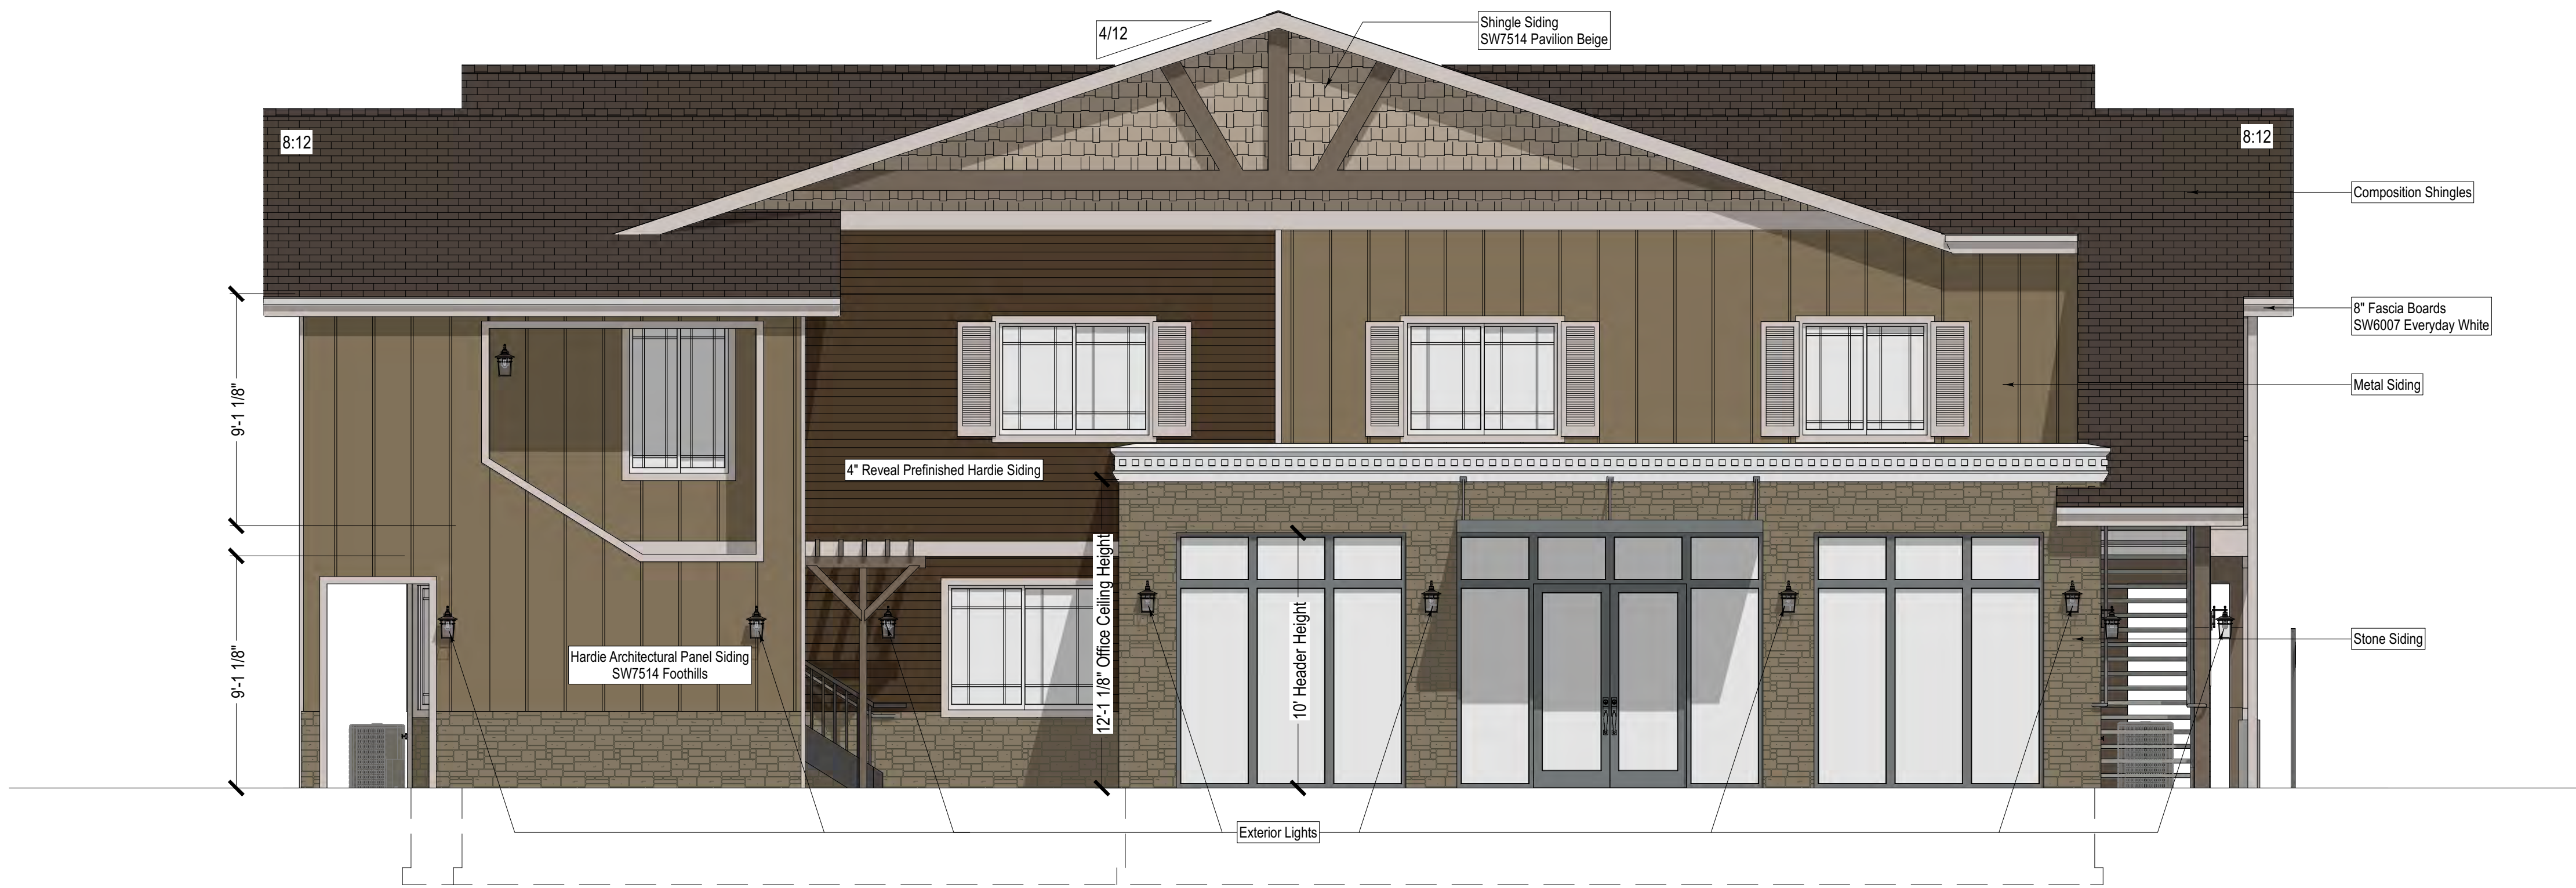 4/12
Shingle Siding
SW7514 Pavilion Beige
8:12
8:12
Composition Shingles
8" Fascia Boards
SW6007 Everyday White
Metal Siding
9'-1 1/8"
4" Reveal Prefinished Hardie Siding
12'-1 1/8" Office Ceiling Height
10' Header Height
9'-1 1/8"
Hardie Architectural Panel Siding
SW7514 Foothills
Stone Siding
Exterior Lights